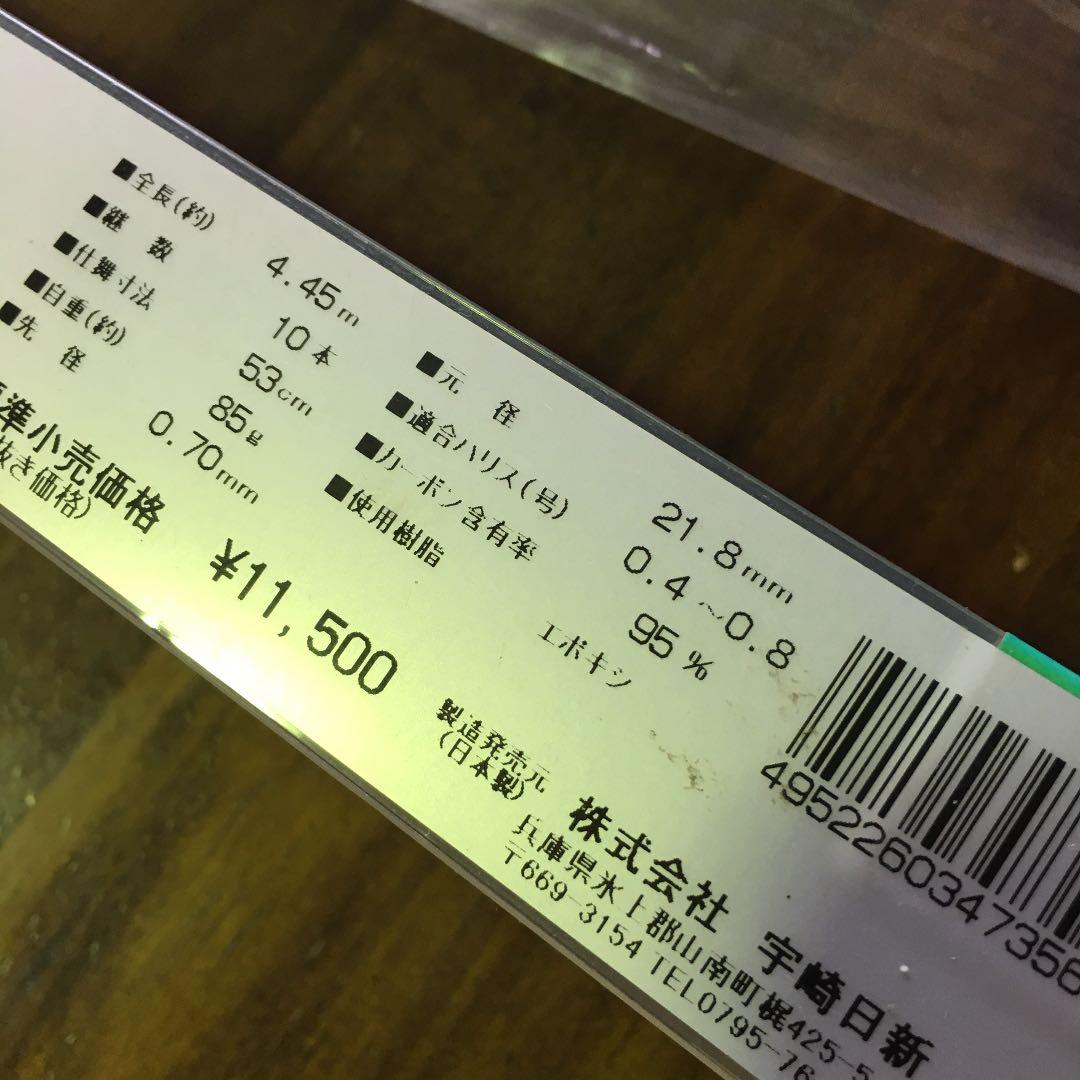 ■全長(約) 4.45m
■継数 10本
■仕舞寸法 53cm
■自重(約) 85g
■先径 0.70mm
■元径 21.8mm
■適合ハリス(号) 0.4~0.8
■カーボン含有率 95%
■使用樹脂 エポキシ
準小売価格 ¥11,500
抜き価格)
製造発売元
(日本製)
株式会社 宇崎日新
兵庫県氷上郡山南町梶425-5
〒669-3154 TEL0795-76
4952260347356